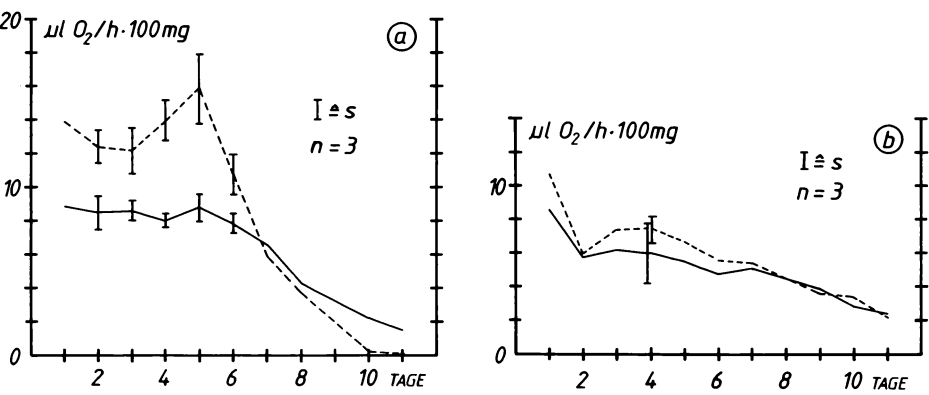 20
µl O₂/h·100mg
ⓐ
I ≙ s
n = 3
10
0
2 4 6 8 10 TAGE
µl O₂/h·100mg
ⓑ
I ≙ s
n = 3
10
0
2 4 6 8 10 TAGE